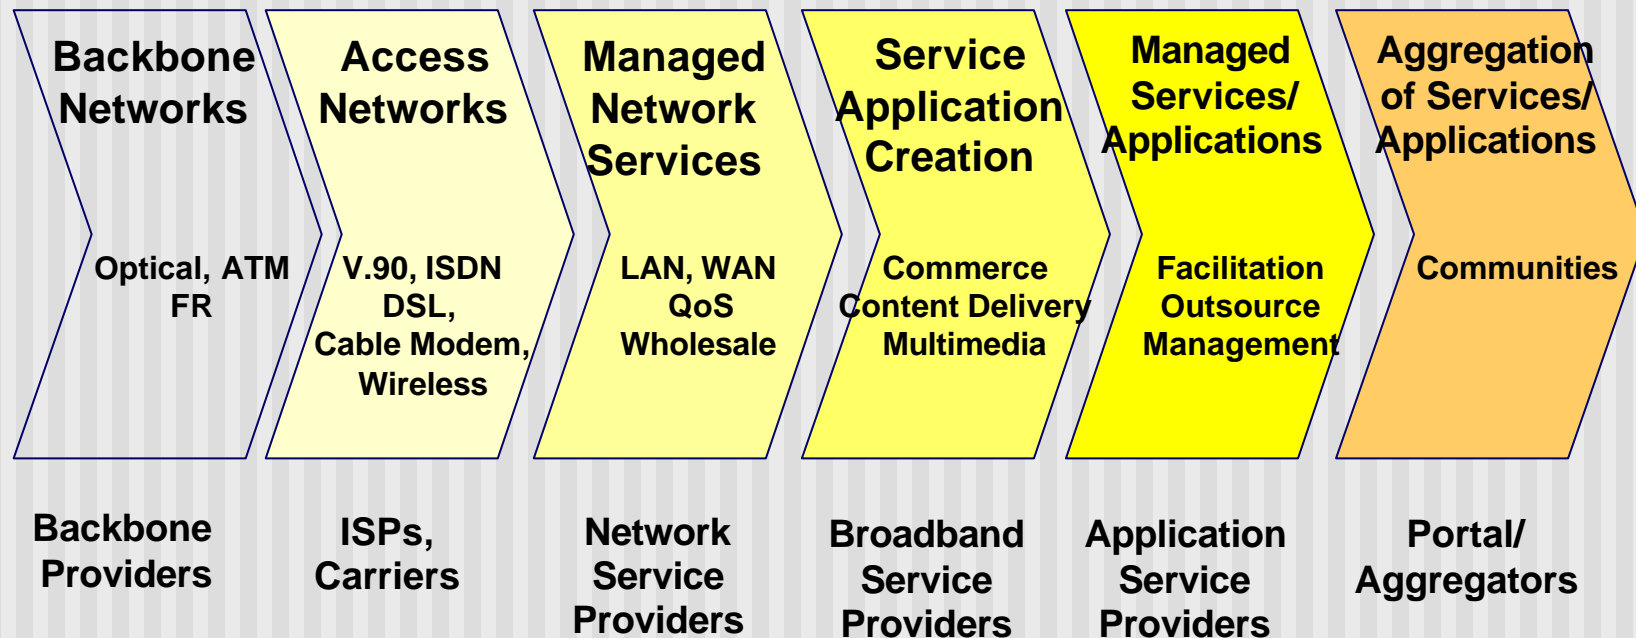 Backbone
Networks
Access
Networks
Managed
Network
Services
Service
Application
Creation
Managed
Services/
Applications
Aggregation
of Services/
Applications
Optical, ATM
FR
V.90, ISDN
DSL,
Cable Modem,
Wireless
LAN, WAN
QoS
Wholesale
Commerce
Content Delivery
Multimedia
Facilitation
Outsource
Management
Communities
Backbone
Providers
ISPs,
Carriers
Network
Service
Providers
Broadband
Service
Providers
Application
Service
Providers
Portal/
Aggregators